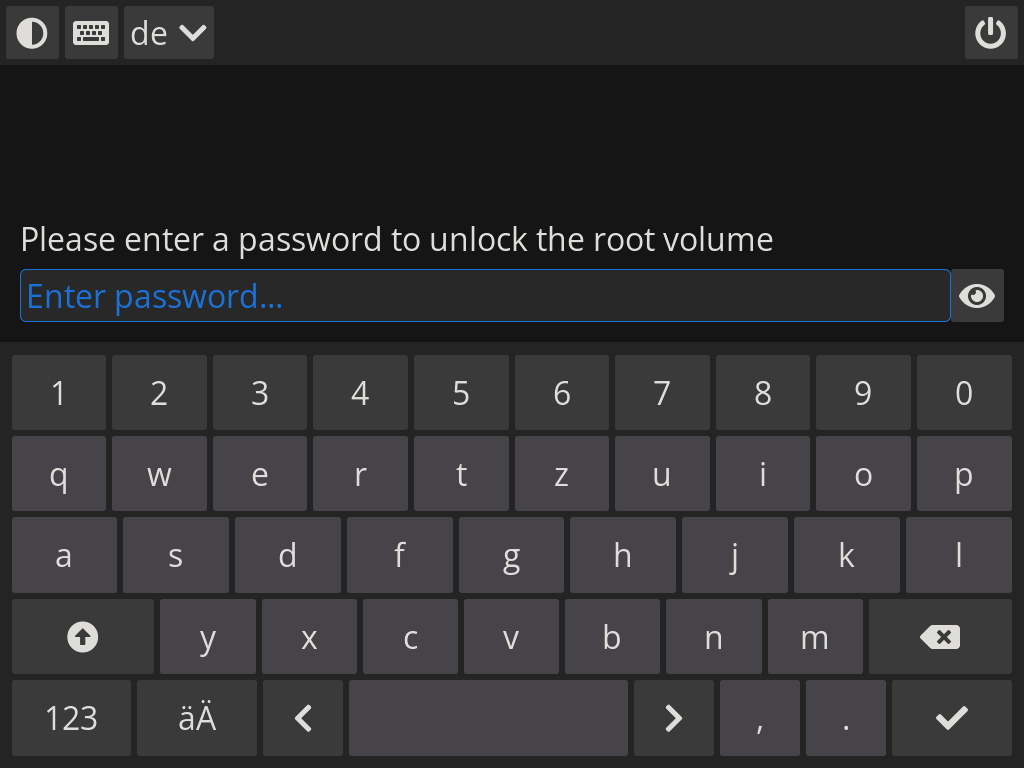 de
Please enter a password to unlock the root volume
Enter password...
1 2 3 4 5 6 7 8 9 0
q w e r t z u i o p
a s d f g h j k l
y x c v b n m
123 äÄ , .